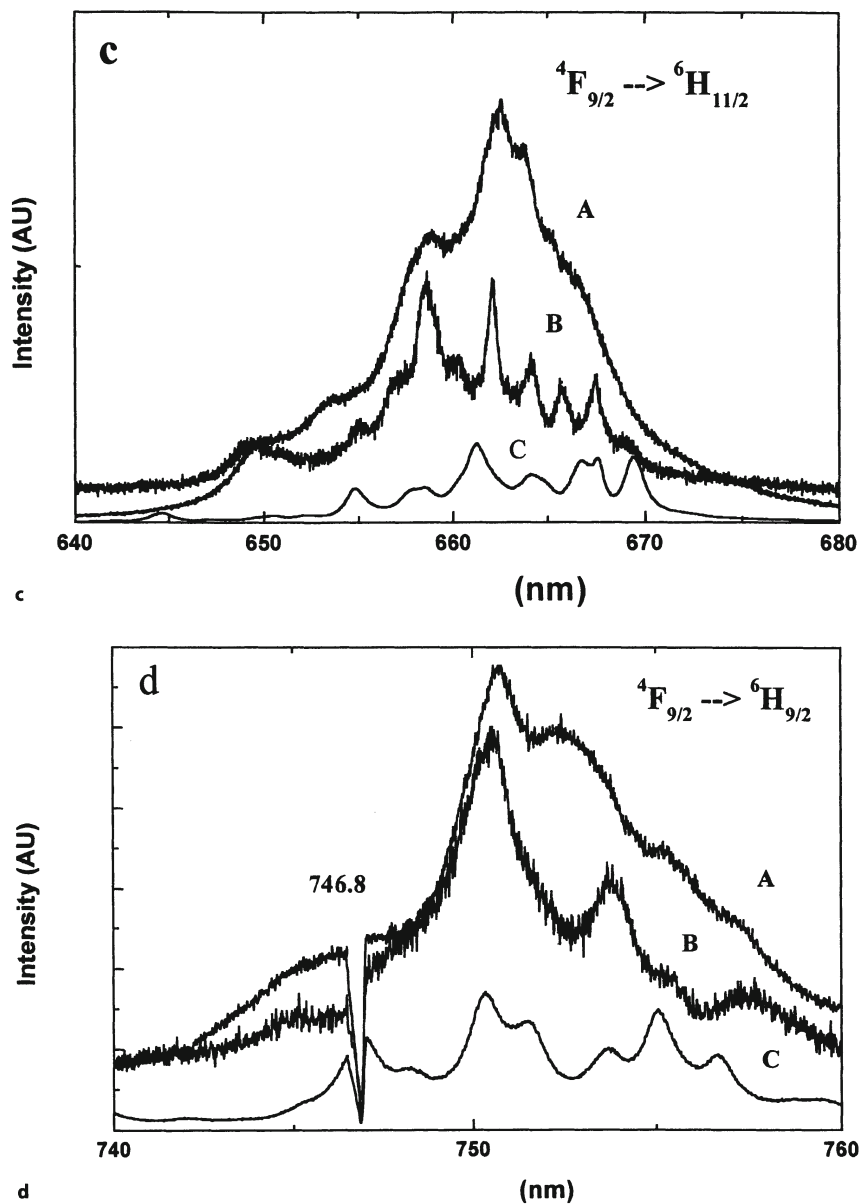 c
⁴F₉/₂ --> ⁶H₁₁/₂
A
B
C
Intensity (AU)
640 650 660 670 680
(nm)
c
d
⁴F₉/₂ --> ⁶H₉/₂
746.8
A
B
C
Intensity (AU)
740 750 760
(nm)
d